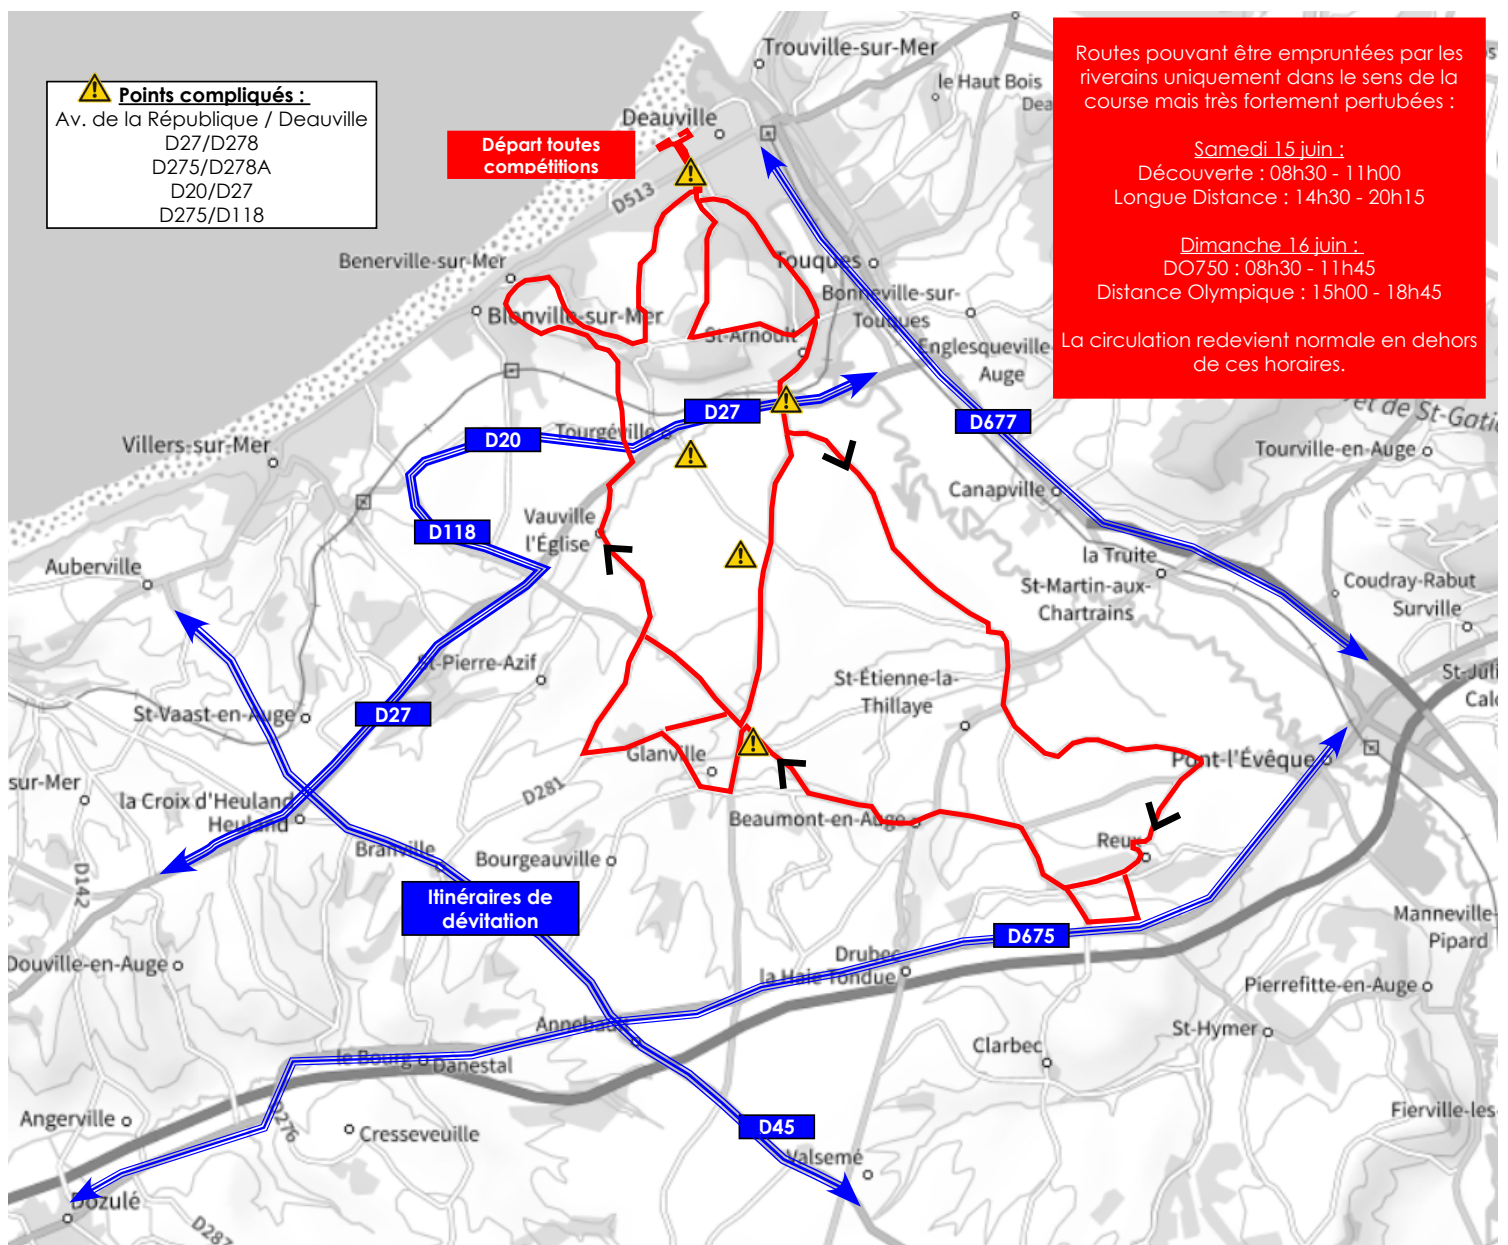 Points compliqués :
Av. de la République / Deauville
D27/D278
D275/D278A
D20/D27
D275/D118
Départ toutes
compétitions
Routes pouvant être empruntées par les
riverains uniquement dans le sens de la
course mais très fortement pertubées :
Samedi 15 juin :
Découverte : 08h30 - 11h00
Longue Distance : 14h30 - 20h15
Dimanche 16 juin :
DO750 : 08h30 - 11h45
Distance Olympique : 15h00 - 18h45
La circulation redevient normale en dehors
de ces horaires.
Trouville-sur-Mer
le Haut Bois
Dea
Deauville
D513
Benerville-sur-Mer
Touques
Blonville-sur-Mer
Bonneville-sur-
Touques
St-Arnoult
Englesqueville-
Auge
D27
D677
D20
Tourgéville
Villers-sur-Mer
Tourville-en-Auge
Canapville
D118
Vauville
l'Église
la Truite
Auberville
St-Martin-aux-
Chartrains
Coudray-Rabut
Surville
St-Pierre-Azif
St-Étienne-la-
Thillaye
St-Juli
Calo
St-Vaast-en-Auge
D27
Glanville
Pont-l'Évêque
sur-Mer
la Croix d'Heuland
Heuland
D281
Beaumont-en-Auge
Reux
Branville
Bourgeauville
D142
Itinéraires de
dévitation
Manneville-
Pipard
D675
Drubec
la Haie Tondue
Douville-en-Auge
Pierrefitte-en-Auge
St-Hymer
Annebault
Clarbec
le Bourg
Danestal
Angerville
D276
Cresseveuille
Fierville-les-
D45
Valsemé
Dozulé
D287